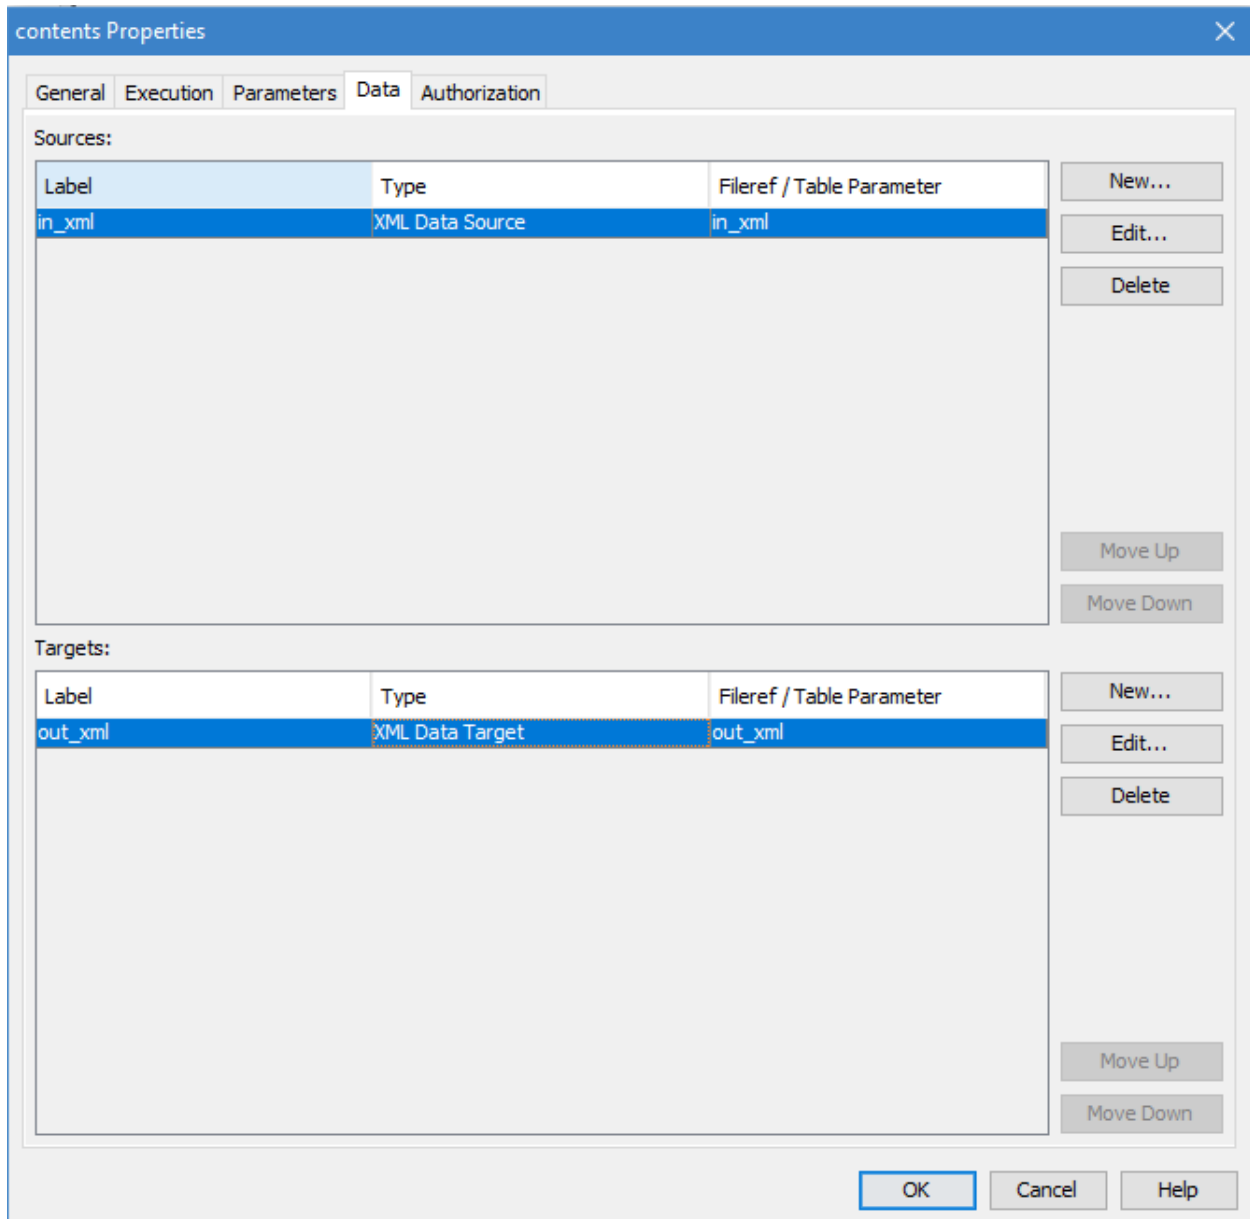 contents Properties
General Execution Parameters Data Authorization
Sources:
Label Type Fileref / Table Parameter
in_xml XML Data Source in_xml
New...
Edit...
Delete
Move Up
Move Down
Targets:
Label Type Fileref / Table Parameter
out_xml XML Data Target out_xml
New...
Edit...
Delete
Move Up
Move Down
OK Cancel Help